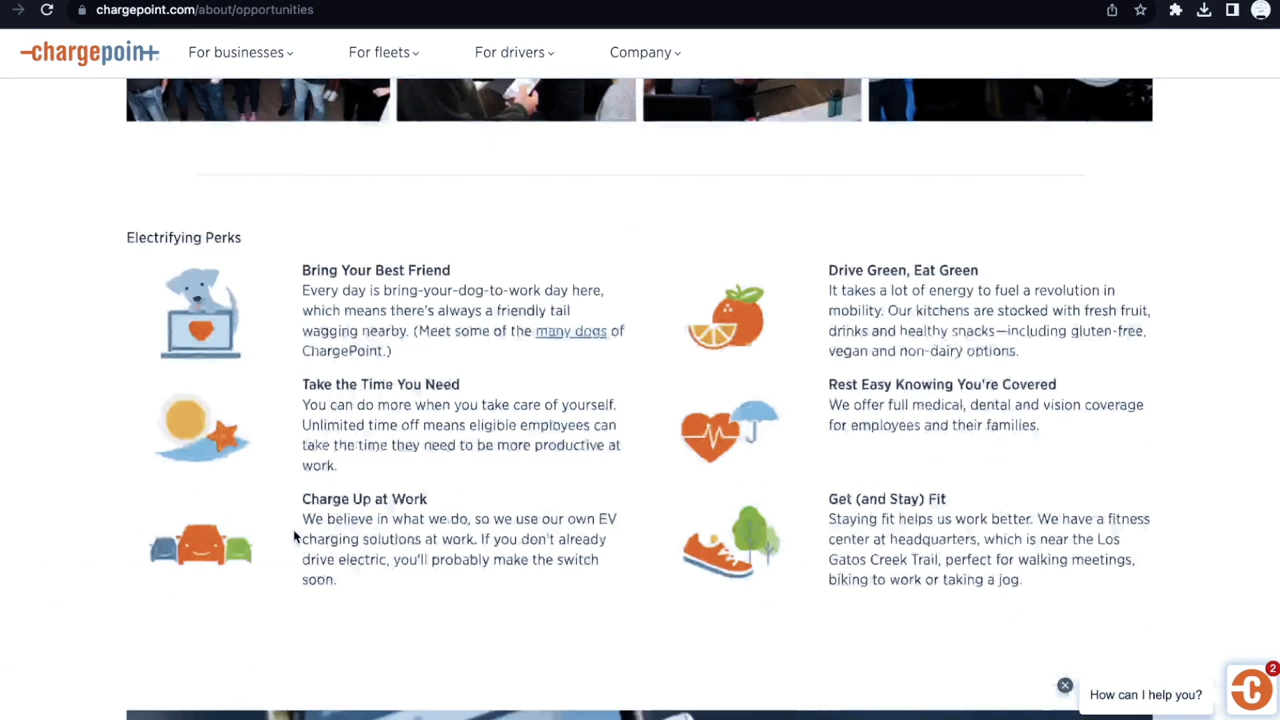 chargepoint.com/about/opportunities
chargepoin+
For businesses
For fleets
For drivers
Company
Electrifying Perks
Bring Your Best Friend
Every day is bring-your-dog-to-work day here,
which means there's always a friendly tail
wagging nearby. (Meet some of the many dogs of
ChargePoint.)
Drive Green, Eat Green
It takes a lot of energy to fuel a revolution in
mobility. Our kitchens are stocked with fresh fruit,
drinks and healthy snacks—including gluten-free,
vegan and non-dairy options.
Take the Time You Need
You can do more when you take care of yourself.
Unlimited time off means eligible employees can
take the time they need to be more productive at
work.
Rest Easy Knowing You're Covered
We offer full medical, dental and vision coverage
for employees and their families.
Charge Up at Work
We believe in what we do, so we use our own EV
charging solutions at work. If you don't already
drive electric, you'll probably make the switch
soon.
Get (and Stay) Fit
Staying fit helps us work better. We have a fitness
center at headquarters, which is near the Los
Gatos Creek Trail, perfect for walking meetings,
biking to work or taking a jog.
How can I help you?
2